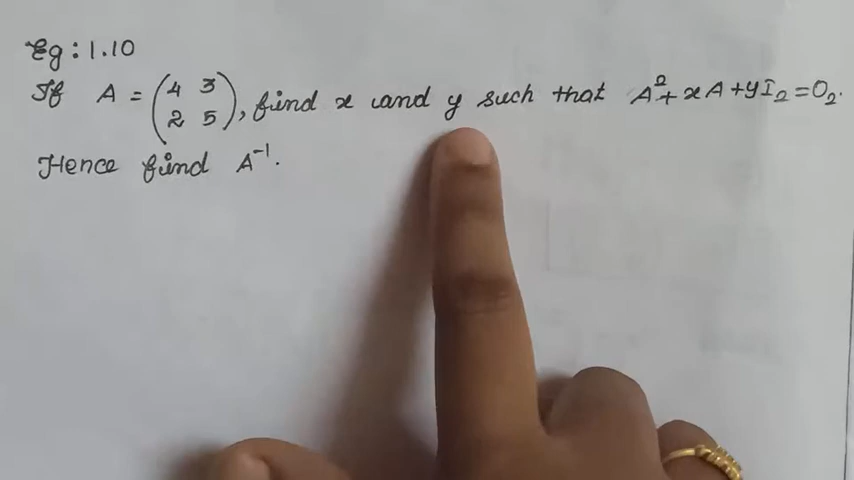 Eg : 1.10
If A = (4 3 2 5), find x and y such that A² + xA + yI₂ = O₂.
Hence find A⁻¹.